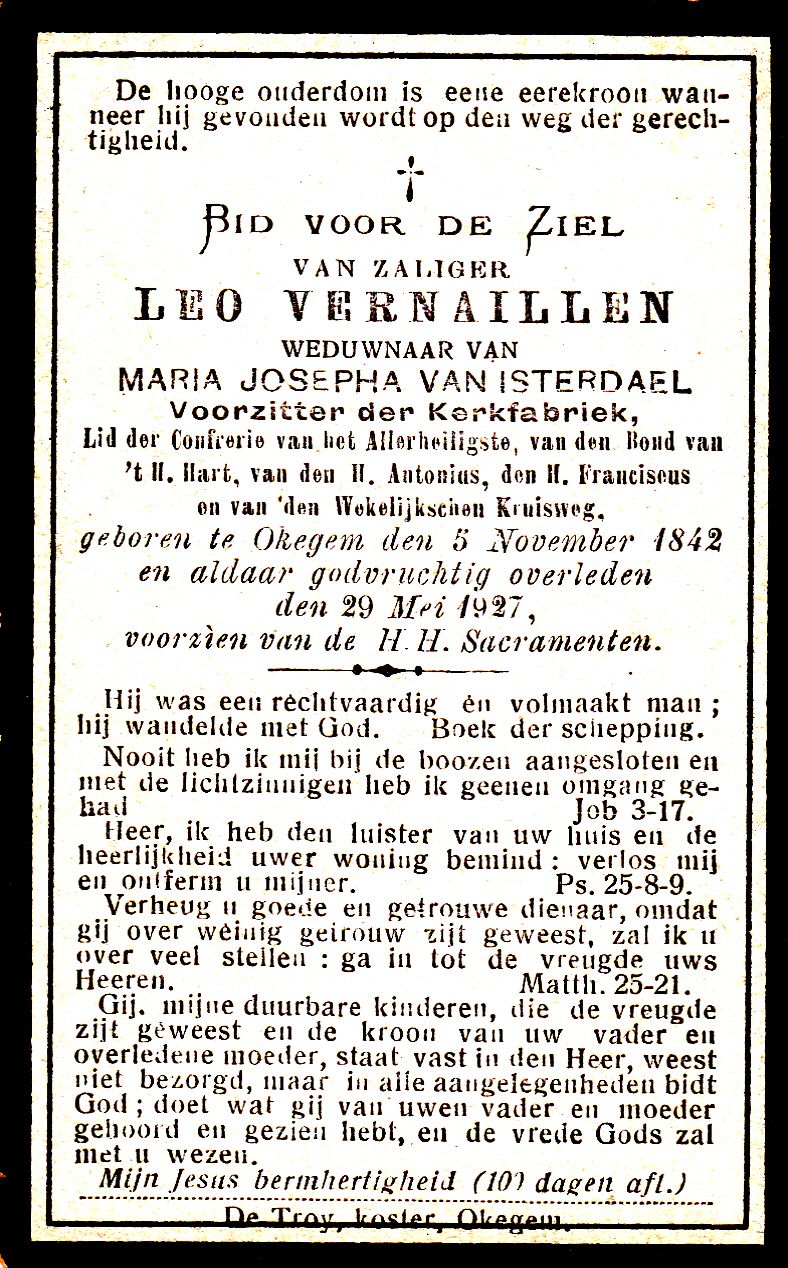 De hooge ouderdom is eene eerekroon wan-
neer hij gevonden wordt op den weg der gerech-
tigheid.
BID VOOR DE ZIEL
VAN ZALIGER
LEO VERNAILLEN
WEDUWNAAR VAN
MARIA JOSEPHA VAN ISTERDAEL
Voorzitter der Kerkfabriek,
Lid der Confrerie van het Allerheiligste, van den Bond van
't H. Hart, van den H. Antonius, den H. Franciscus
en van 'den Wekelijkschen Kruisweg,
geboren te Okegem den 5 November 1842
en aldaar godvruchtig overleden
den 29 Mei 1927,
voorzien van de H. H. Sacramenten.
Hij was een rèchtvaardig èn volmaakt man ;
hij wandelde met God. Boek der schepping.
Nooit heb ik mij bij de boozen aangesloten en
met de lichtzinnigen heb ik geenen omgang ge-
had Job 3-17.
Heer, ik heb den luister van uw huis en de
heerlijkheid uwer woning bemind : verlos mij
en ontferm u mijner. Ps. 25-8-9.
Verheug u goede en getrouwe dienaar, omdat
gij over wèinig getrouw zijt geweest, zal ik u
over veel stellen : ga in tot de vreugde uws
Heeren. Matth. 25-21.
Gij. mijne duurbare kinderen, die de vreugde
zijt gèweest en de kroon van uw vader en
overledene moeder, staat vast in den Heer, weest
niet bezorgd, maar in alle aangelegenheden bidt
God ; doet wat gij van uwen vader en moeder
gehoord en gezien hebt, en de vrede Gods zal
met u wezen.
Mijn Jesus bermhertigheid (100 dagen afl.)
De Troy, koster, Okegem.